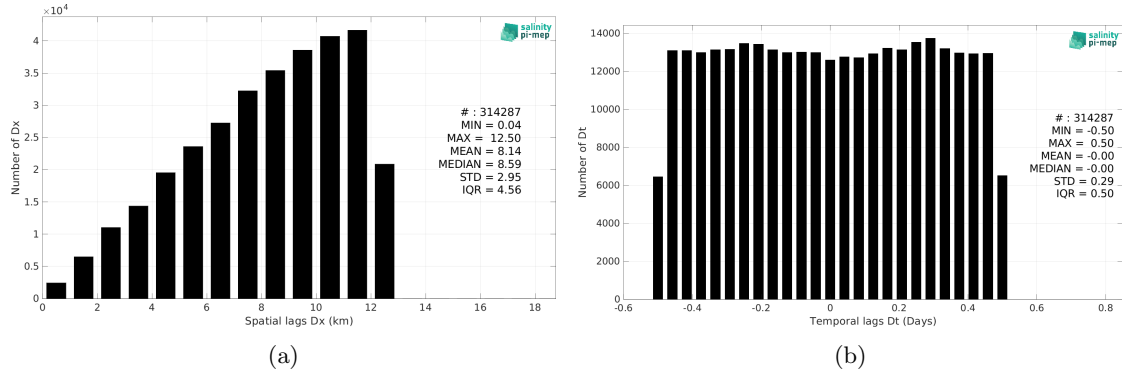 ×10⁴
4
3.5
3
2.5
2
1.5
1
0.5
0
Number of Dx
0 2 4 6 8 10 12 14 16 18
Spatial lags Dx (km)
salinity
pi-mep
# : 314287
MIN = 0.04
MAX = 12.50
MEAN = 8.14
MEDIAN = 8.59
STD = 2.95
IQR = 4.56
(a)
14000
12000
10000
8000
6000
4000
2000
0
Number of Dt
-0.6 -0.4 -0.2 0 0.2 0.4 0.6 0.8
Temporal lags Dt (Days)
salinity
pi-mep
# : 314287
MIN = -0.50
MAX = 0.50
MEAN = -0.00
MEDIAN = -0.00
STD = 0.29
IQR = 0.50
(b)